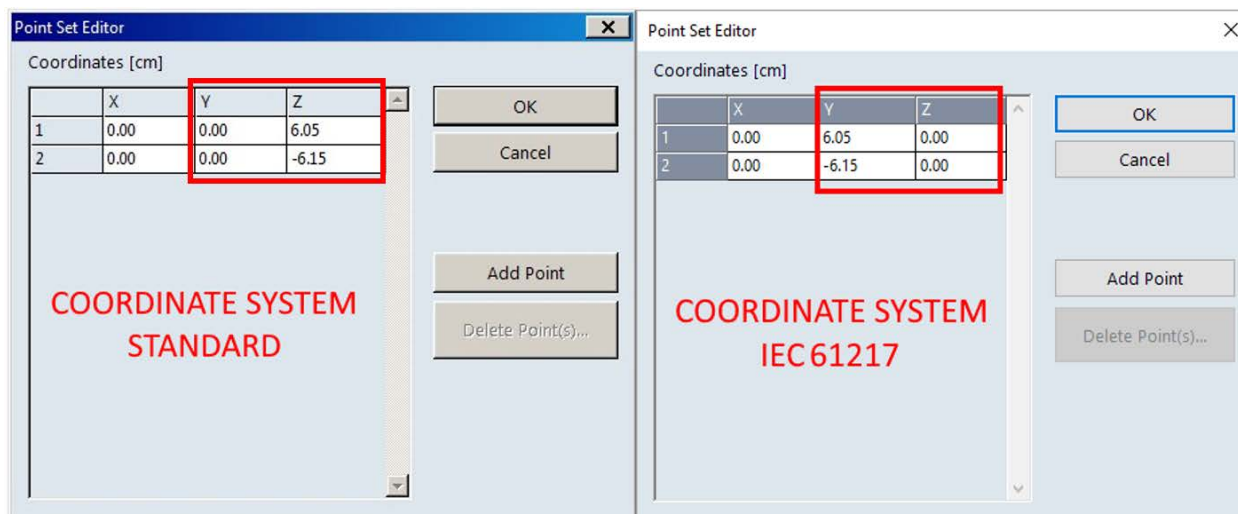 Point Set Editor
Coordinates [cm]
X Y Z
1 0.00 0.00 6.05
2 0.00 0.00 -6.15
OK
Cancel
Add Point
Delete Point(s)...
COORDINATE SYSTEM
STANDARD
Point Set Editor
Coordinates [cm]
X Y Z
1 0.00 6.05 0.00
2 0.00 -6.15 0.00
OK
Cancel
Add Point
Delete Point(s)...
COORDINATE SYSTEM
IEC 61217